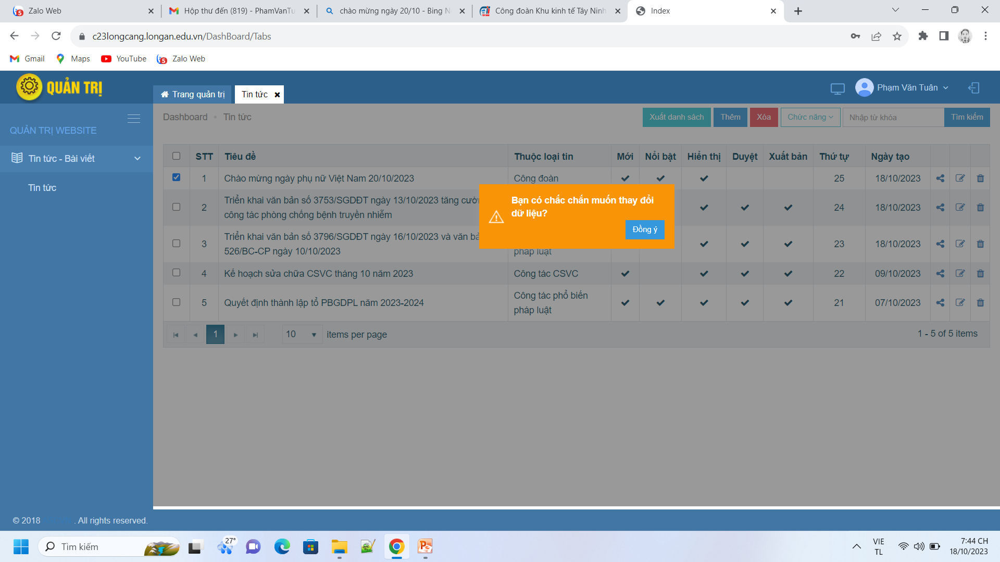 Zalo Web
Hộp thư đến (819) - PhamVanTu
chào mừng ngày 20/10 - Bing N
Công đoàn Khu kinh tế Tây Ninh
Index
c23longcang.longan.edu.vn/DashBoard/Tabs
Gmail
Maps
YouTube
Zalo Web
QUẢN TRỊ
Trang quản trị
Tin tức
Phạm Văn Tuân
QUẢN TRỊ WEBSITE
Tin tức - Bài viết
Tin tức
Dashboard • Tin tức
Xuất danh sách
Thêm
Xóa
Chức năng
Nhập từ khóa
Tìm kiếm
STT Tiêu đề Thuộc loại tin Mới Nổi bật Hiển thị Duyệt Xuất bản Thứ tự Ngày tạo
1 Chào mừng ngày phụ nữ Việt Nam 20/10/2023 Công đoàn 25 18/10/2023
2 Triển khai văn bản số 3753/SGDĐT ngày 13/10/2023 tăng cườn 24 18/10/2023
công tác phòng chống bệnh truyền nhiễm
3 Triển khai văn bản số 3796/SGDĐT ngày 16/10/2023 và văn bả 23 18/10/2023
526/BC-CP ngày 10/10/2023 pháp luật
4 Kế hoạch sửa chữa CSVC tháng 10 năm 2023 Công tác CSVC 22 09/10/2023
5 Quyết định thành lập tổ PBGDPL năm 2023-2024 Công tác phổ biến 21 07/10/2023
pháp luật
Bạn có chắc chắn muốn thay đổi
dữ liệu?
Đồng ý
1
10
items per page
1 - 5 of 5 items
© 2018 . All rights reserved.
Tìm kiếm
27°
VIE
TL
7:44 CH
18/10/2023